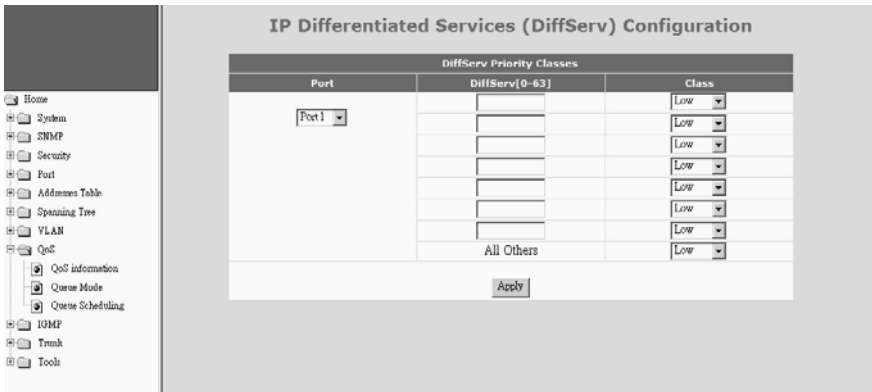 IP Differentiated Services (DiffServ) Configuration
DiffServ Priority Classes
Port DiffServ[0-63] Class
Port 1
Low
Low
Low
Low
Low
Low
Low
All Others Low
Apply
Home
System
SNMP
Security
Port
Addresses Table
Spanning Tree
VLAN
QoS
QoS information
Queue Mode
Queue Scheduling
IGMP
Trunk
Tools